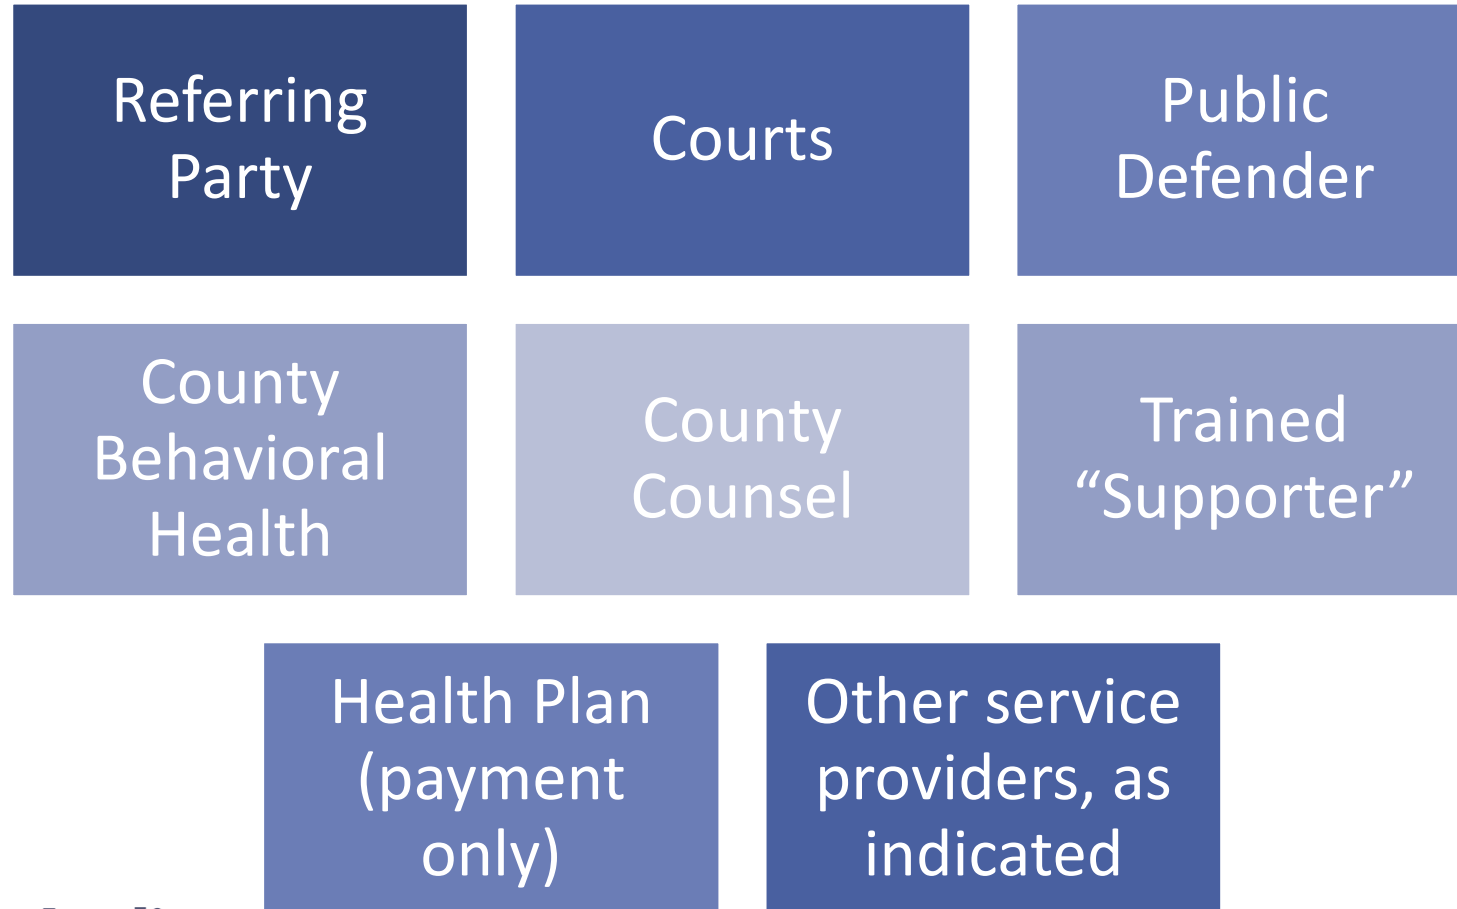 Referring
Party
Courts
Public
Defender
County
Behavioral
Health
County
Counsel
Trained
“Supporter”
Health Plan
(payment
only)
Other service
providers, as
indicated